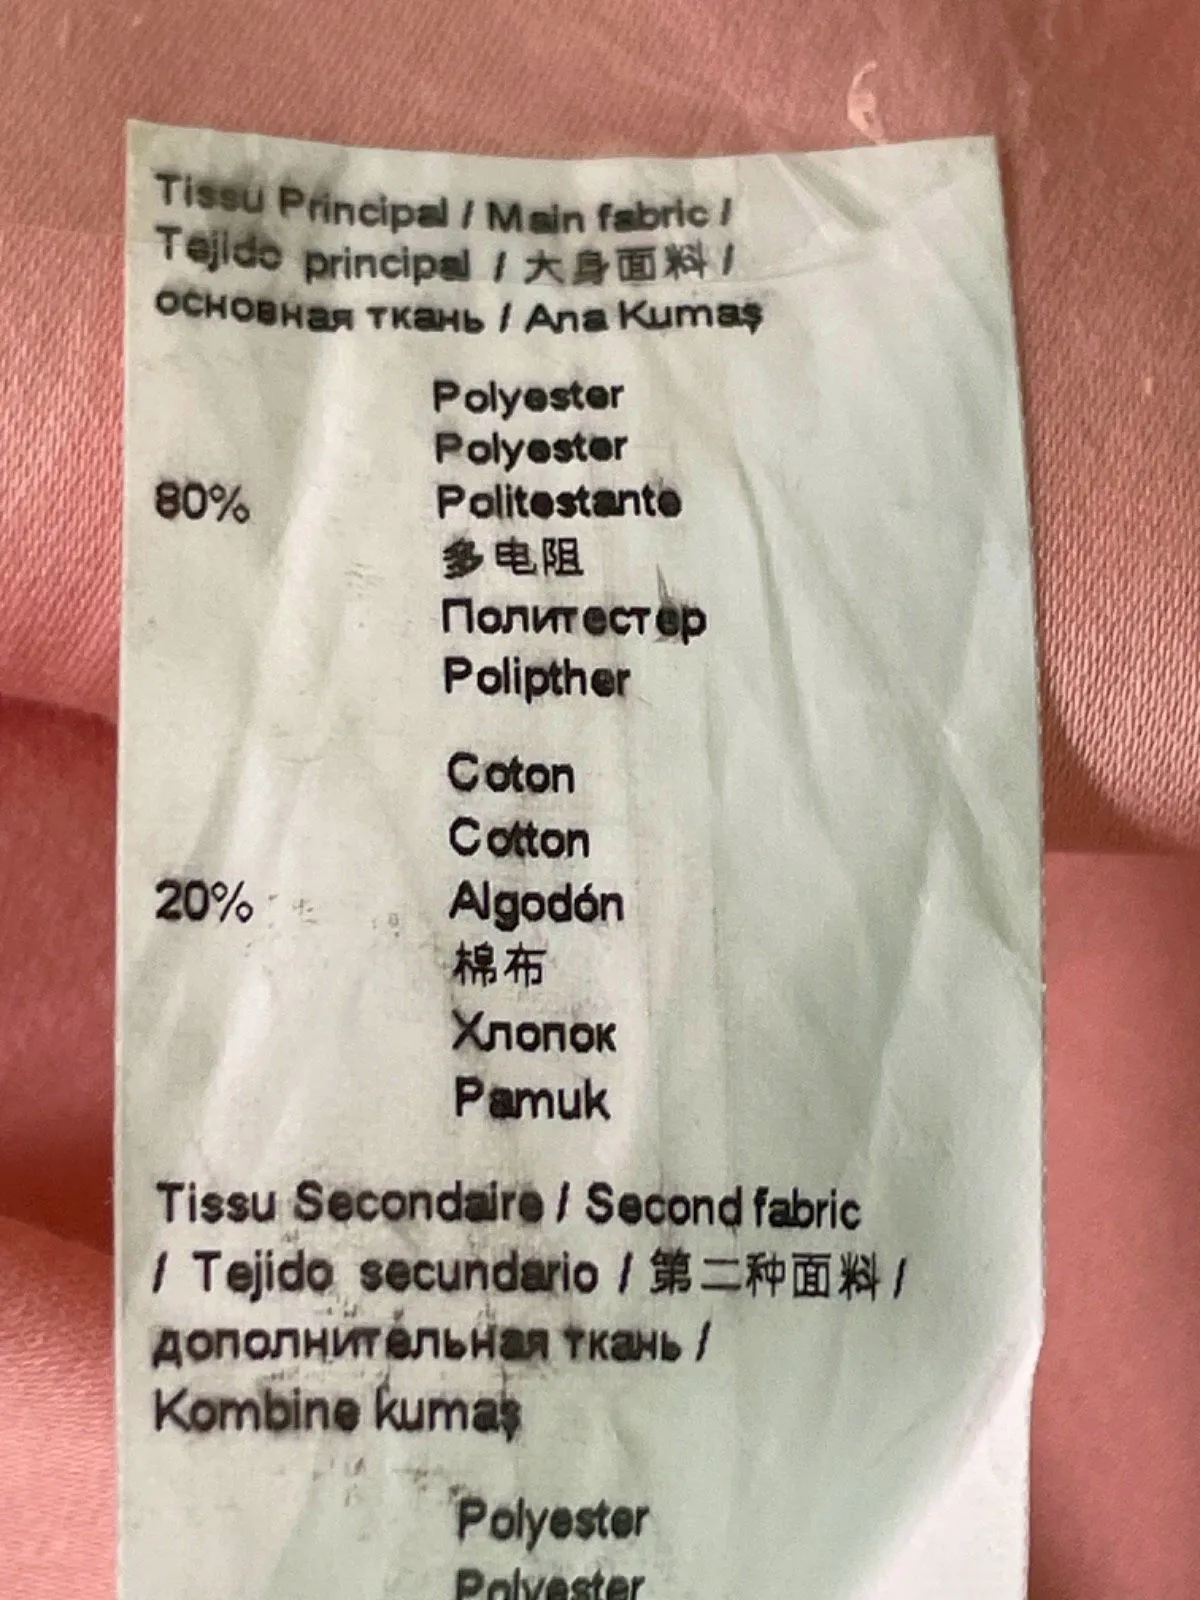 Tissu Principal / Main fabric /
Tejido principal / 大身面料 /
основная ткань / Ana Kumaş
Polyester
Polyester
80% Politestante
多电阻
Политестер
Polipther
Coton
Cotton
20% Algodón
棉布
Хлопок
Pamuk
Tissu Secondaire / Second fabric
/ Tejido secundario / 第二种面料 /
дополнительная ткань /
Kombine kumaş
Polyester
Polyester